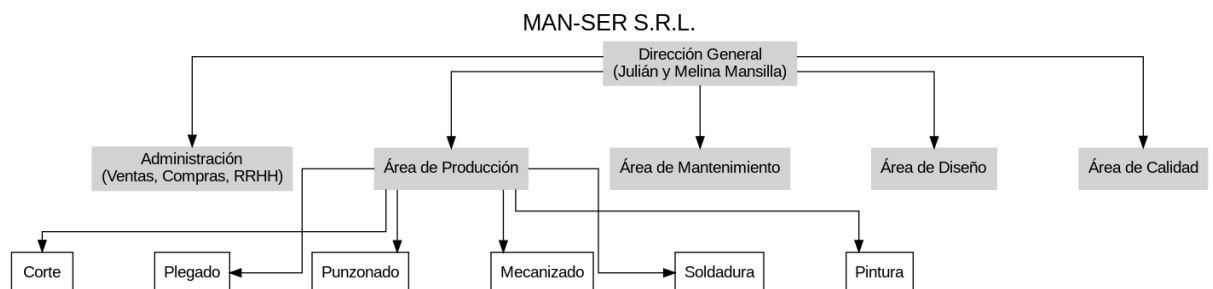 MAN-SER S.R.L.
Dirección General
(Julián y Melina Mansilla)
Administración
(Ventas, Compras, RRHH)
Área de Producción
Área de Mantenimiento
Área de Diseño
Área de Calidad
Corte
Plegado
Punzonado
Mecanizado
Soldadura
Pintura